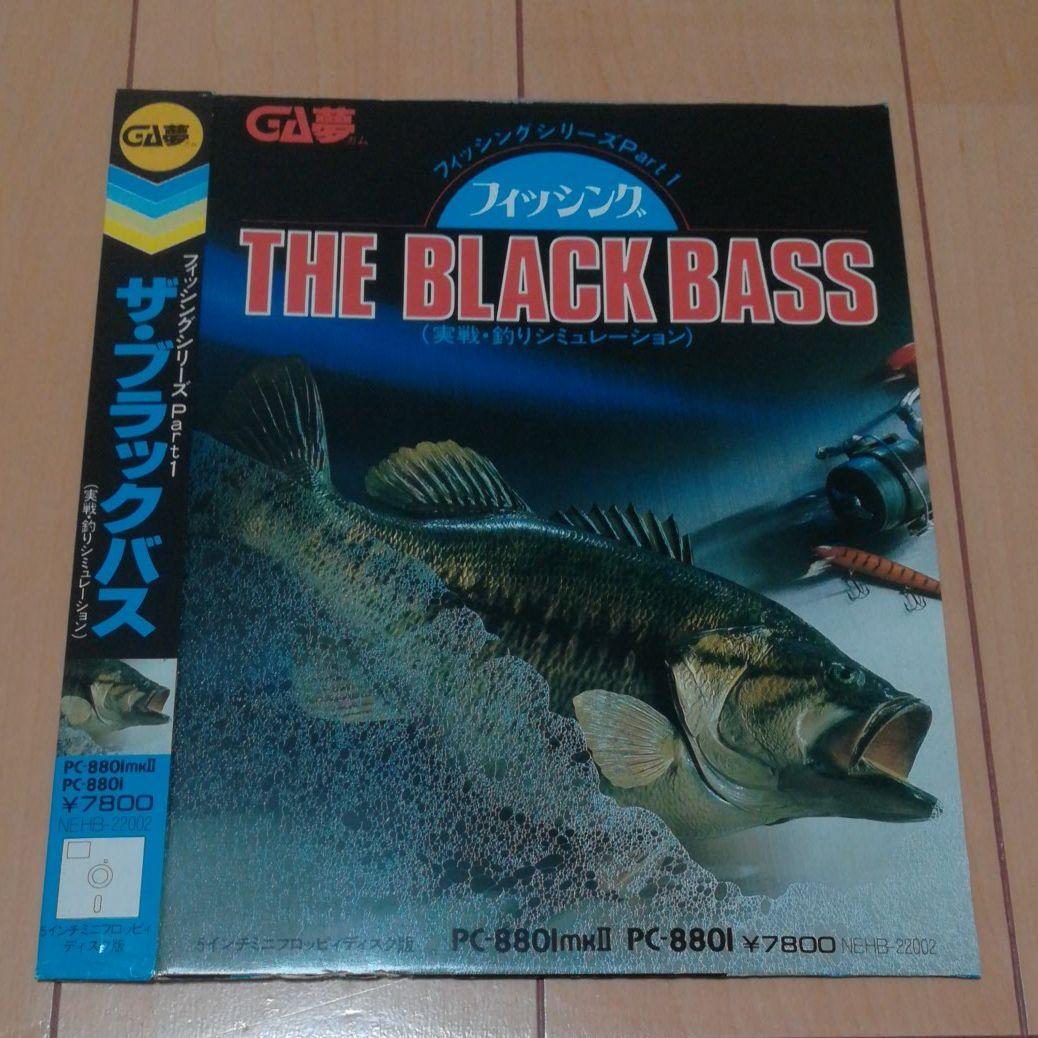 GA夢
ガム
フィッシングシリーズPart1
ザ・ブラックバス
(実戦・釣りシミュレーション)
PC-8801mkII
PC-8801
¥7800
NEHB-22002
5インチミニフロッピィ
ディスク版
GA夢
ガム
フィッシングシリーズPart1
フィッシング
THE BLACK BASS
(実戦・釣りシミュレーション)
5インチミニフロッピィディスク版 PC-8801mkII PC-8801 ¥7800 NEHB-22002